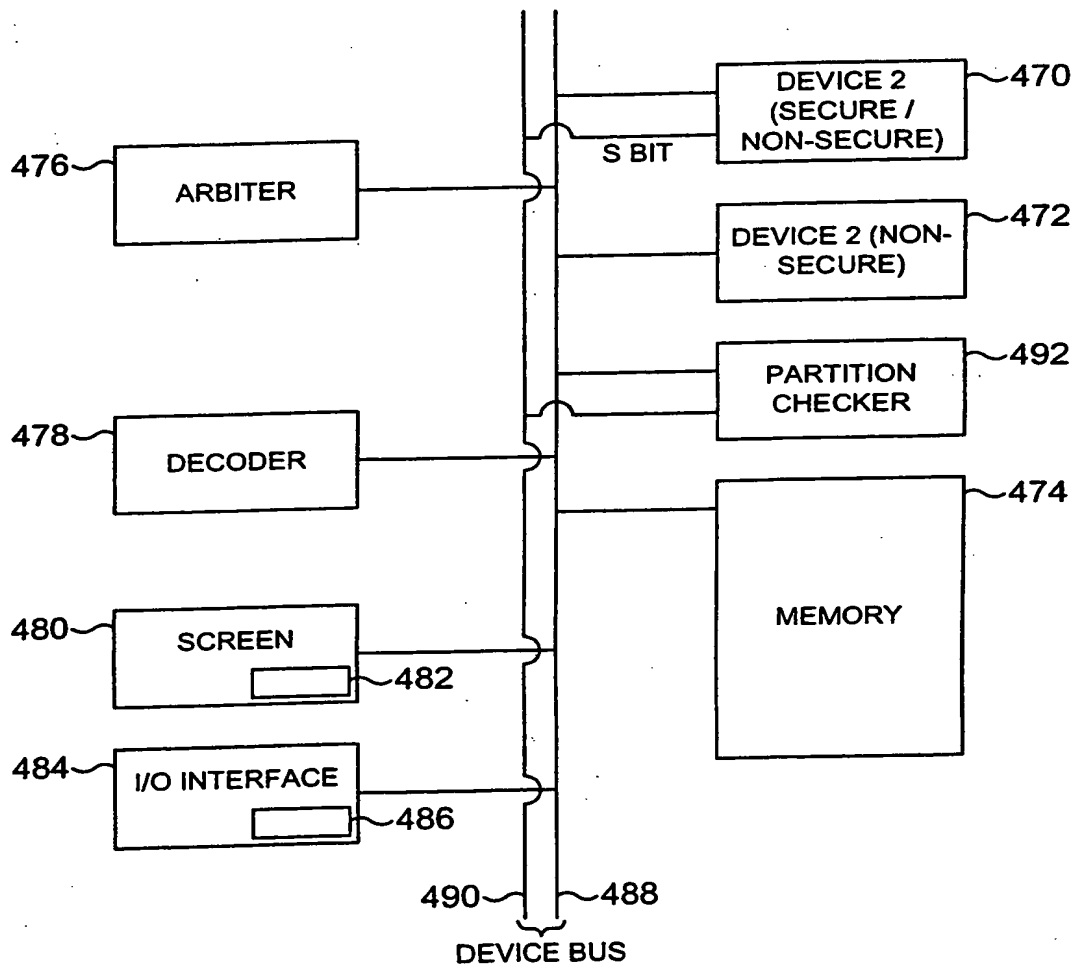 DEVICE 2
(SECURE /
NON-SECURE)
470
S BIT
476
ARBITER
472
DEVICE 2 (NON-
SECURE)
492
PARTITION
CHECKER
478
DECODER
474
MEMORY
480
SCREEN
482
484
I/O INTERFACE
486
490
488
DEVICE BUS